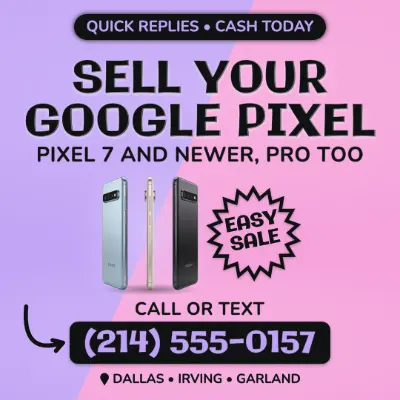 QUICK REPLIES • CASH TODAY
SELL YOUR
GOOGLE PIXEL
PIXEL 7 AND NEWER, PRO TOO
EASY
SALE
CALL OR TEXT
(214) 555-0157
DALLAS • IRVING • GARLAND